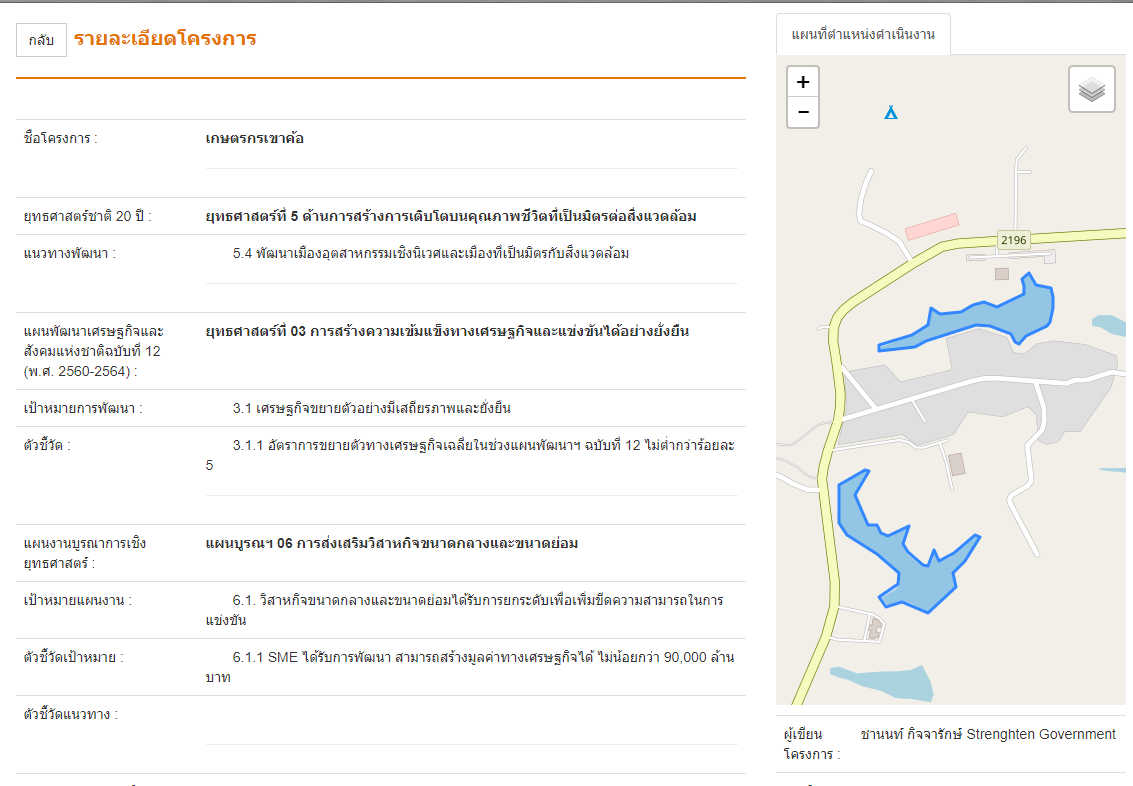 กลับ รายละเอียดโครงการ
ชื่อโครงการ : เกษตรกรเขาค้อ
ยุทธศาสตร์ชาติ 20 ปี : ยุทธศาสตร์ที่ 5 ด้านการสร้างการเติบโตบนคุณภาพชีวิตที่เป็นมิตรต่อสิ่งแวดล้อม
แนวทางพัฒนา : 5.4 พัฒนาเมืองอุตสาหกรรมเชิงนิเวศและเมืองที่เป็นมิตรกับสิ่งแวดล้อม
แผนพัฒนาเศรษฐกิจและ ยุทธศาสตร์ที่ 03 การสร้างความเข้มแข็งทางเศรษฐกิจและแข่งขันได้อย่างยั่งยืน
สังคมแห่งชาติฉบับที่ 12
(พ.ศ. 2560-2564) :
เป้าหมายการพัฒนา : 3.1 เศรษฐกิจขยายตัวอย่างมีเสถียรภาพและยั่งยืน
ตัวชี้วัด : 3.1.1 อัตราการขยายตัวทางเศรษฐกิจเฉลี่ยในช่วงแผนพัฒนาฯ ฉบับที่ 12 ไม่ต่ำกว่าร้อยละ
5
แผนงานบูรณาการเชิง แผนบูรณฯ 06 การส่งเสริมวิสาหกิจขนาดกลางและขนาดย่อม
ยุทธศาสตร์ :
เป้าหมายแผนงาน : 6.1. วิสาหกิจขนาดกลางและขนาดย่อมได้รับการยกระดับเพื่อเพิ่มขีดความสามารถในการ
แข่งขัน
ตัวชี้วัดเป้าหมาย : 6.1.1 SME ได้รับการพัฒนา สามารถสร้างมูลค่าทางเศรษฐกิจได้ ไม่น้อยกว่า 90,000 ล้าน
บาท
ตัวชี้วัดแนวทาง :
แผนที่ตำแหน่งดำเนินงาน
+
−
2196
ผู้เขียน ชานนท์ กิจจารักษ์ Strenghten Government
โครงการ :